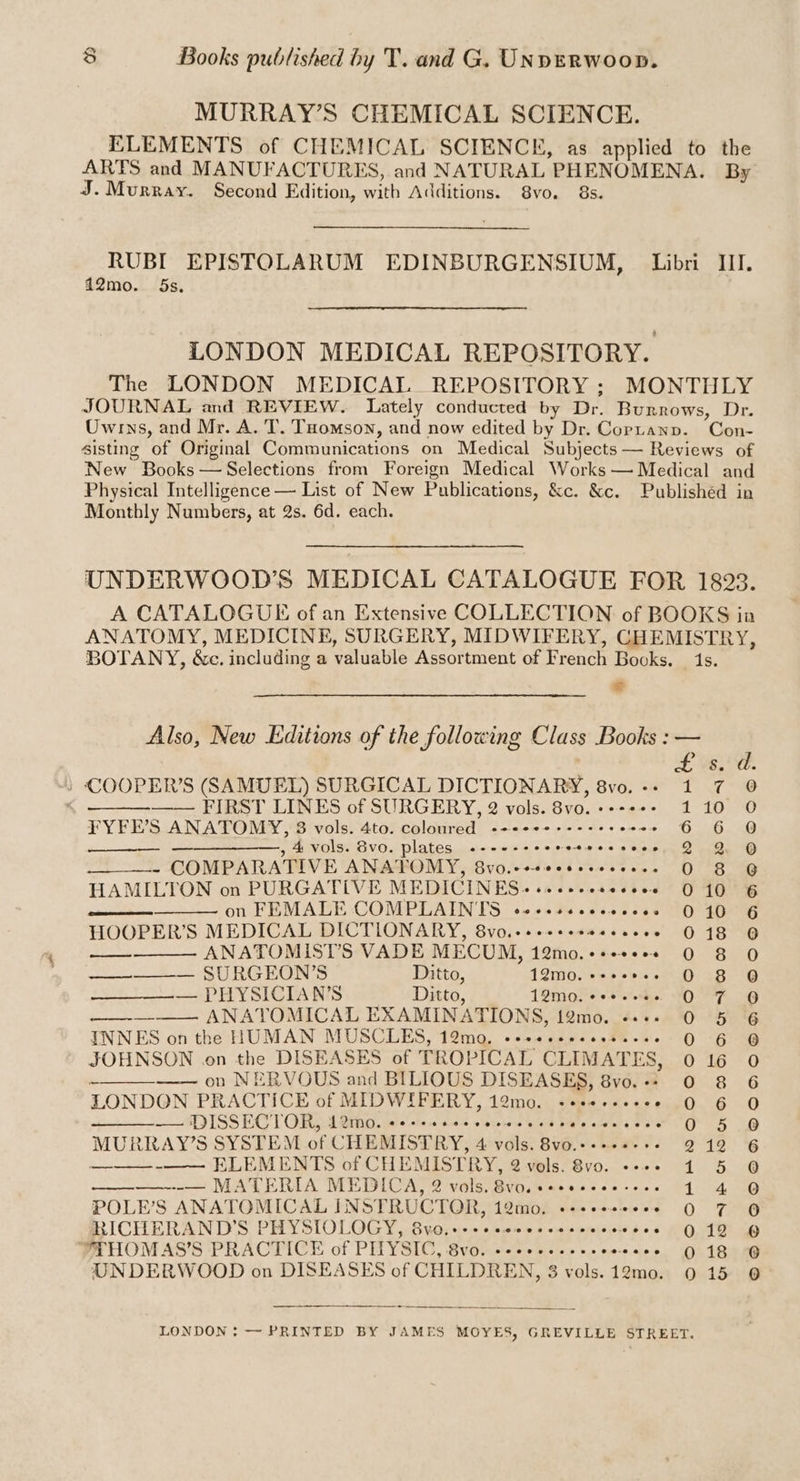 8 Books published by T. and G. UNDERWOOD.
MURRAY'S CHEMICAL SCIENCE.
ELEMENTS of CHEMICAL SCIENCE, as applied to the
ARTS and MANUFACTURES, and NATURAL PHENOMENA. By
J. MURRAY. Second Edition, with Additions. 8vo. 8s.
RUBI EPISTOLARUM EDINBURGENSIUM, Libri III.
12mo. 5s.
LONDON MEDICAL REPOSITORY.
The LONDON MEDICAL REPOSITORY; MONTHLY
JOURNAL and REVIEW. Lately conducted by Dr. BURROWS, Dr.
UWINS, and Mr. A. T. THOMSON, and now edited by Dr. COPLAND. Con-
sisting of Original Communications on Medical Subjects — Reviews of
New Books — Selections from Foreign Medical Works — Medical and
Physical Intelligence — List of New Publications, &c. &c. Published in
Monthly Numbers, at 2s. 6d. each.
UNDERWOOD'S MEDICAL CATALOGUE FOR 1823.
A CATALOGUE of an Extensive COLLECTION of BOOKS in
ANATOMY, MEDICINE, SURGERY, MIDWIFERY, CHEMISTRY,
BOTANY, &c. including a valuable Assortment of French Books. 1s.
Also, New Editions of the following Class Books : —
£ s. d.
COOPER'S (SAMUEL) SURGICAL DICTIONARY, 8vo. 1 7 0
——— FIRST LINES of SURGERY, 2 vols. 8vo. 1 10 0
FYFE'S ANATOMY, 3 vols. 4to. coloured 6 6 0
——— ———, 4 vols. 8vo. plates 2 2 0
——— COMPARATIVE ANATOMY, 8vo. 0 8 0
HAMILTON on PURGATIVE MEDICINES 0 10 6
——— on FEMALE COMPLAINTS 0 10 6
HOOPER'S MEDICAL DICTIONARY, 8vo. 0 18 0
——— ANATOMIST'S VADE MECUM, 12mo. 0 8 0
——— SURGEON'S Ditto, 12mo. 0 8 0
——— PHYSICIAN'S Ditto, 12mo. 0 7 0
——— ANATOMICAL EXAMINATIONS, 12mo. 0 5 6
INNES on the HUMAN MUSCLES, 12mo. 0 6 0
JOHNSON on the DISEASES of TROPICAL CLIMATES, 0 16 0
——— on NERVOUS and BILIOUS DISEASES, 8vo. 0 8 6
LONDON PRACTICE of MIDWIFERY, 12mo. 0 6 0
——— DISSECTOR, 12mo. 0 5 0
MURRAY'S SYSTEM of CHEMISTRY, 4 vols. 8vo. 2 12 6
——— ELEMENTS of CHEMISTRY, 2 vols. 8vo. 1 5 0
——— MATERIA MEDICA, 2 vols. 8vo. 1 4 0
POLE'S ANATOMICAL INSTRUCTOR, 12mo. 0 7 0
RICHERAND'S PHYSIOLOGY, 8vo. 0 12 0
THOMAS'S PRACTICE of PHYSIC, 8vo. 0 18 0
UNDERWOOD on DISEASES of CHILDREN, 3 vols. 12mo. 0 15 0
LONDON: — PRINTED BY JAMES MOYES, GREVILLE STREET.